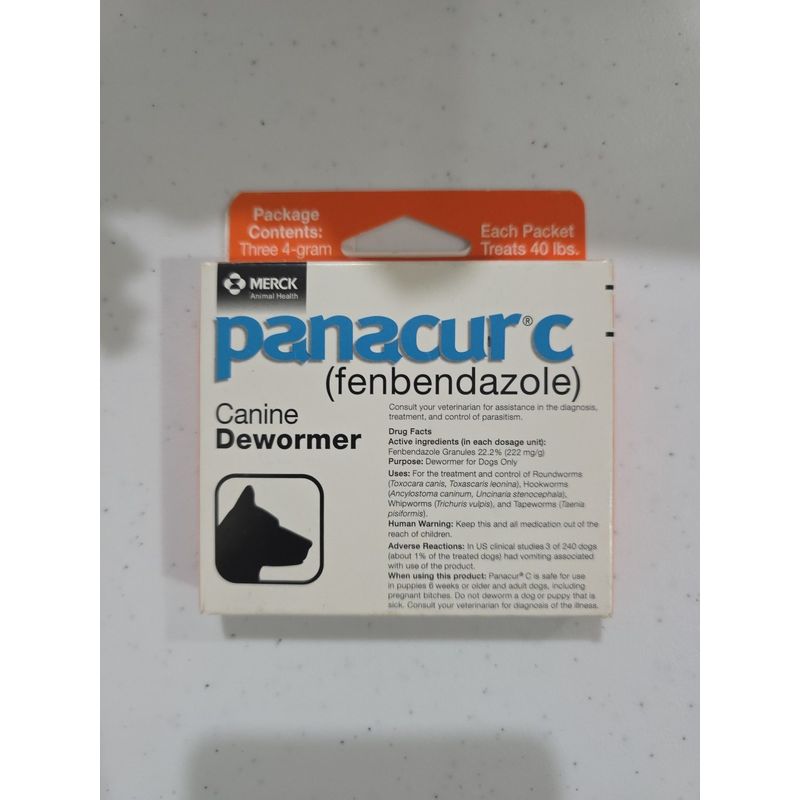 Package
Contents:
Three 4-gram
Each Packet
Treats 40 lbs.
MERCK
Animal Health
panacur® c
(fenbendazole)
Canine
Dewormer
Consult your veterinarian for assistance in the diagnosis,
treatment, and control of parasitism.
Drug Facts
Active ingredients (in each dosage unit):
Fenbendazole Granules 22.2% (222 mg/g)
Purpose: Dewormer for Dogs Only
Uses: For the treatment and control of Roundworms
(Toxocara canis, Toxascaris leonina), Hookworms
(Ancylostoma caninum, Uncinaria stenocephala),
Whipworms (Trichuris vulpis), and Tapeworms (Taenia
pisiformis).
Human Warning: Keep this and all medication out of the
reach of children.
Adverse Reactions: In US clinical studies 3 of 240 dogs
(about 1% of the treated dogs) had vomiting associated
with use of the product.
When using this product: Panacur® C is safe for use
in puppies 6 weeks or older and adult dogs, including
pregnant bitches. Do not deworm a dog or puppy that is
sick. Consult your veterinarian for diagnosis of the illness.